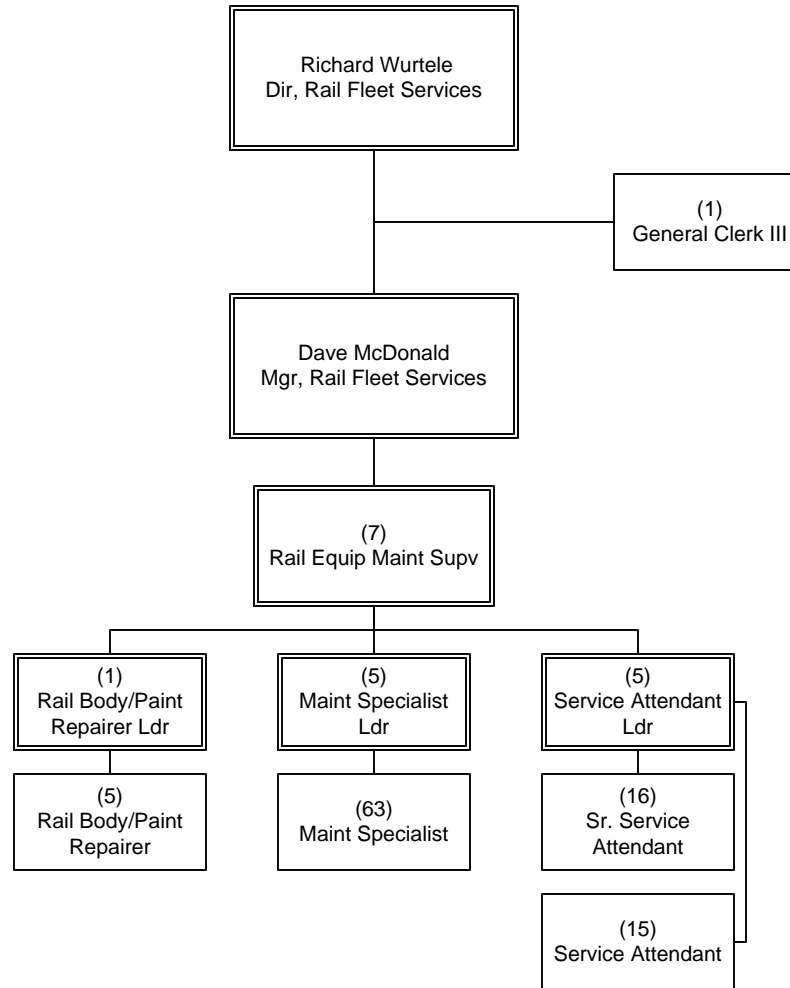 Richard Wurtele
Dir, Rail Fleet Services
(1)
General Clerk III
Dave McDonald
Mgr, Rail Fleet Services
(7)
Rail Equip Maint Supv
(1)
Rail Body/Paint
Repairer Ldr
(5)
Maint Specialist
Ldr
(5)
Service Attendant
Ldr
(5)
Rail Body/Paint
Repairer
(63)
Maint Specialist
(16)
Sr. Service
Attendant
(15)
Service Attendant